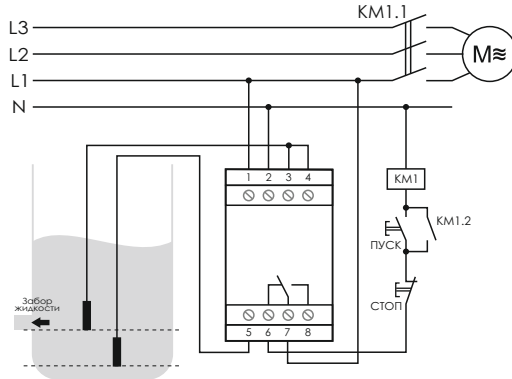 KM1.1
L3
L2
L1
N
M≋
1 2 3 4
KM1
KM1.2
ПУСК
СТОП
Забор
жидкости
5 6 7 8